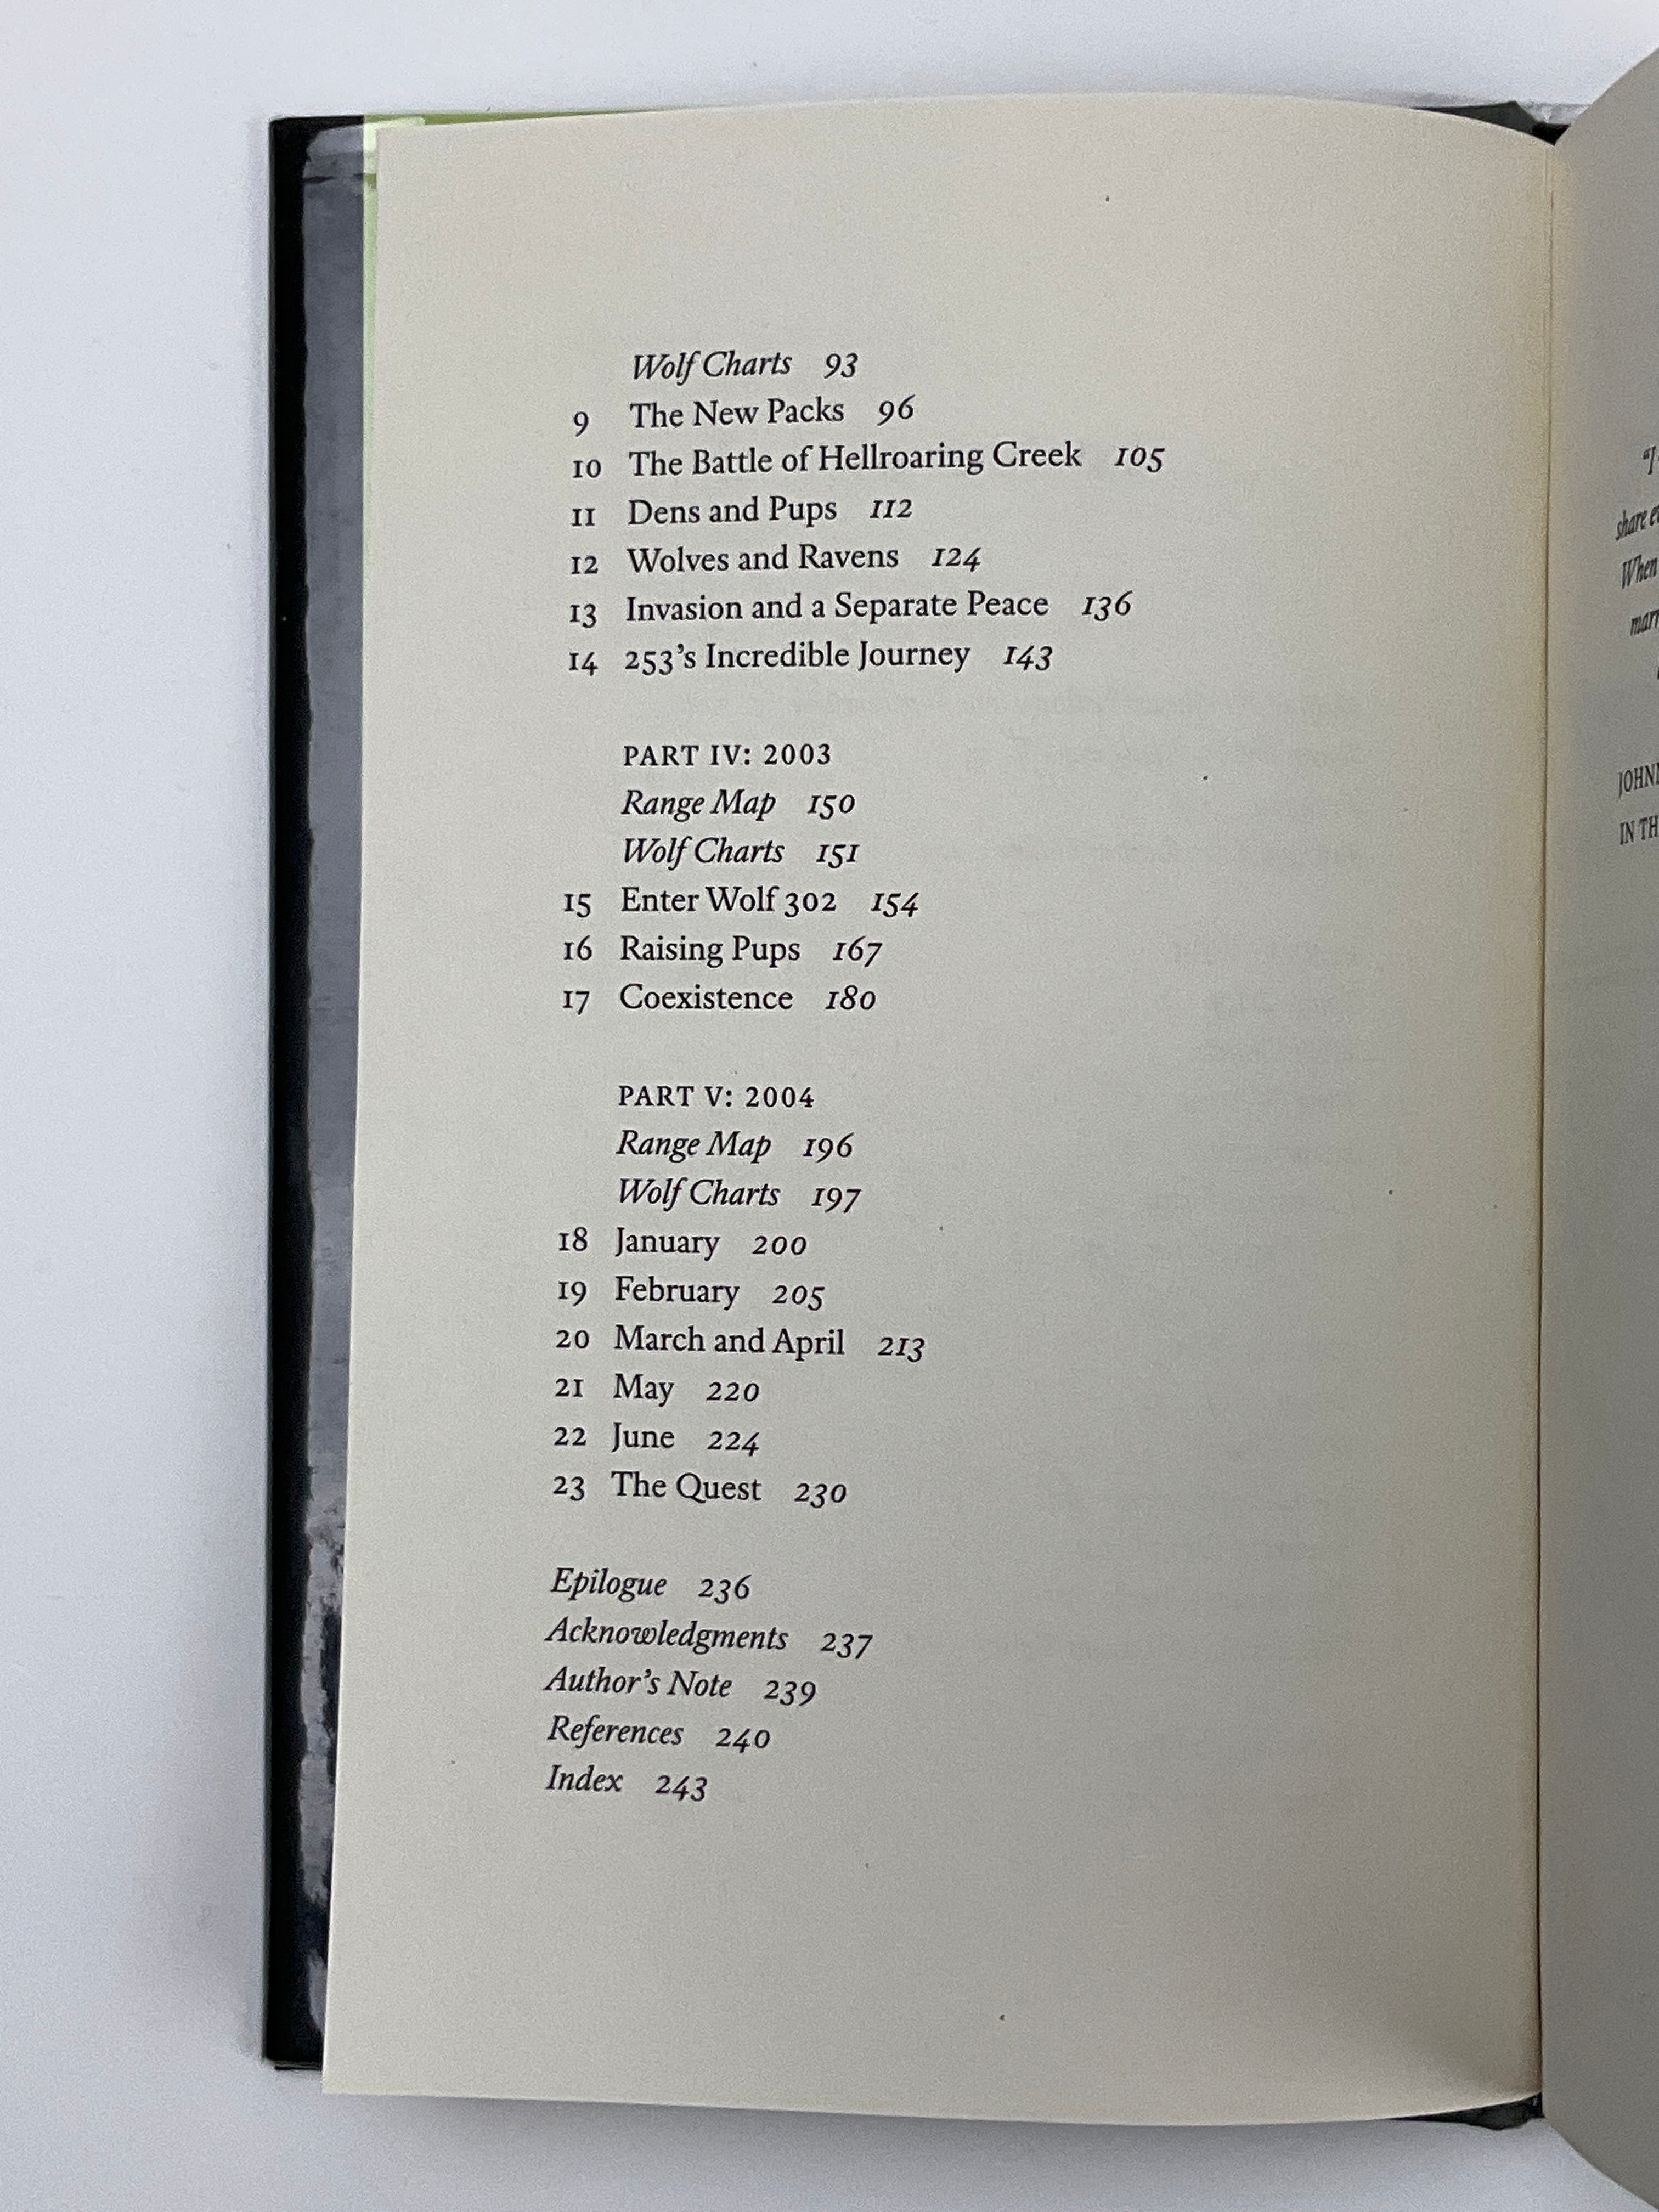 Wolf Charts 93
9 The New Packs 96
10 The Battle of Hellroaring Creek 105
11 Dens and Pups 112
12 Wolves and Ravens 124
13 Invasion and a Separate Peace 136
14 253’s Incredible Journey 143
PART IV: 2003
Range Map 150
Wolf Charts 151
15 Enter Wolf 302 154
16 Raising Pups 167
17 Coexistence 180
PART V: 2004
Range Map 196
Wolf Charts 197
18 January 200
19 February 205
20 March and April 213
21 May 220
22 June 224
23 The Quest 230
Epilogue 236
Acknowledgments 237
Author’s Note 239
References 240
Index 243
share
When
IN